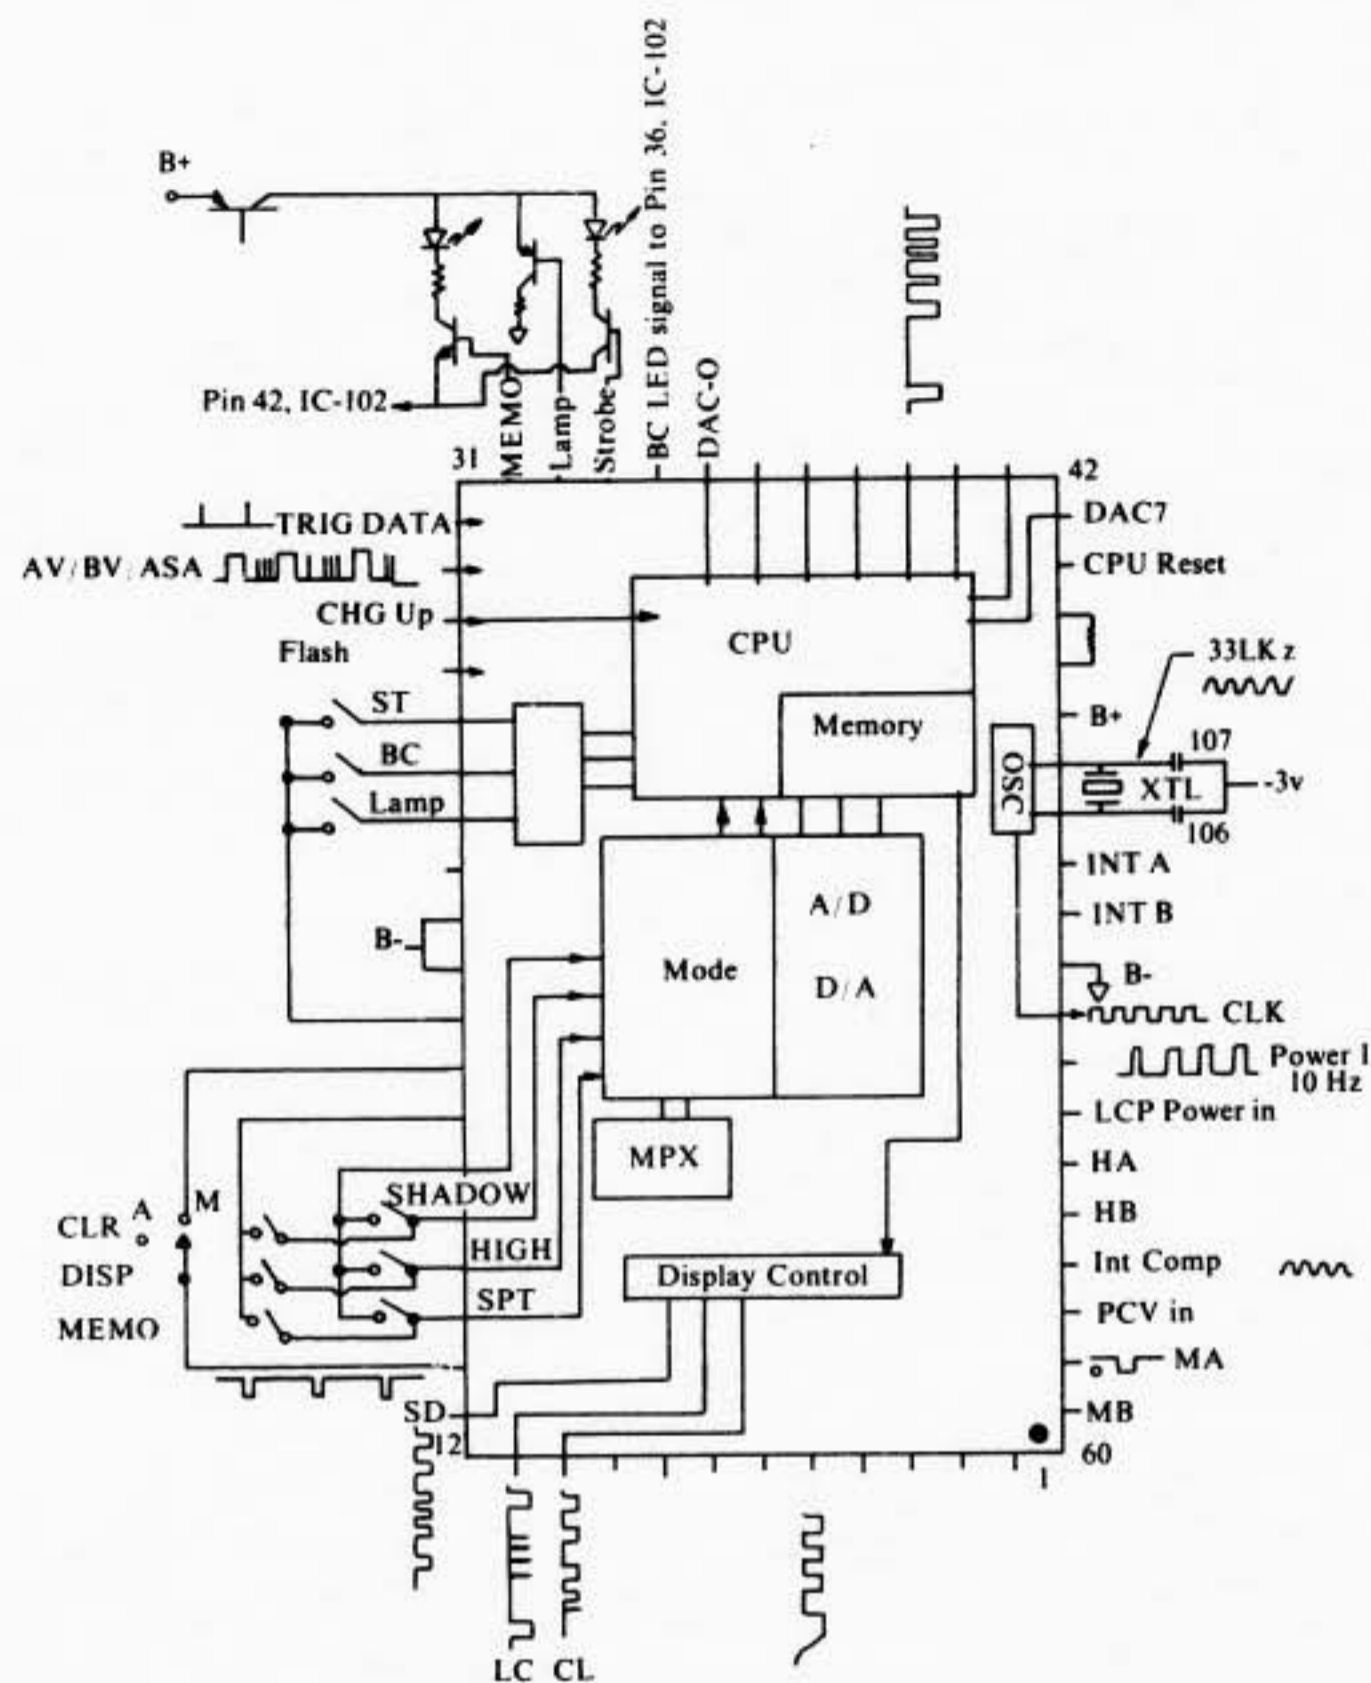 BC LED signal to Pin 36, IC-102
B+
Pin 42, IC-102
MEMO
Lamp
Strobe
DAC-O
31
42
TRIG DATA
DAC7
AV/BV/ASA
CPU Reset
CHG Up
CPU
Flash
33LK z
ST
Memory
B+
BC
OSC
107
XTL
-3v
Lamp
106
INT A
A/D
INT B
B-
Mode
D/A
B-
CLK
Power 1
10 Hz
LCP Power in
MPX
HA
SHADOW
A
M
CLR
HB
HIGH
Int Comp
DISP
Display Control
SPT
PCV in
MEMO
MA
SD
MB
12
60
1
LC
CL